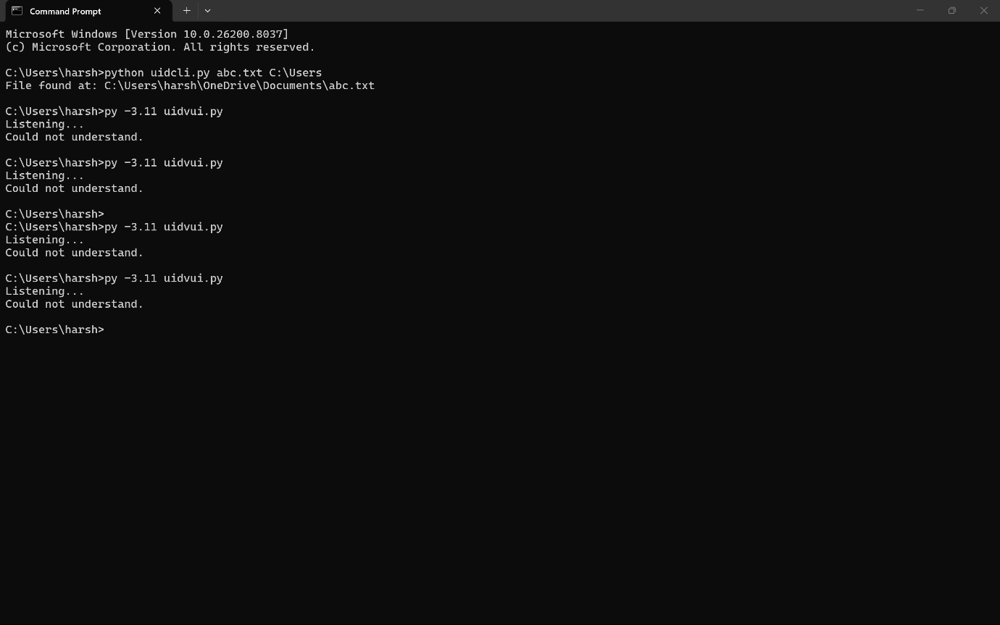 Command Prompt
Microsoft Windows [Version 10.0.26200.8037]
(c) Microsoft Corporation. All rights reserved.
C:\Users\harsh>python uidcli.py abc.txt C:\Users
File found at: C:\Users\harsh\OneDrive\Documents\abc.txt
C:\Users\harsh>py -3.11 uidvui.py
Listening...
Could not understand.
C:\Users\harsh>py -3.11 uidvui.py
Listening...
Could not understand.
C:\Users\harsh>
C:\Users\harsh>py -3.11 uidvui.py
Listening...
Could not understand.
C:\Users\harsh>py -3.11 uidvui.py
Listening...
Could not understand.
C:\Users\harsh>